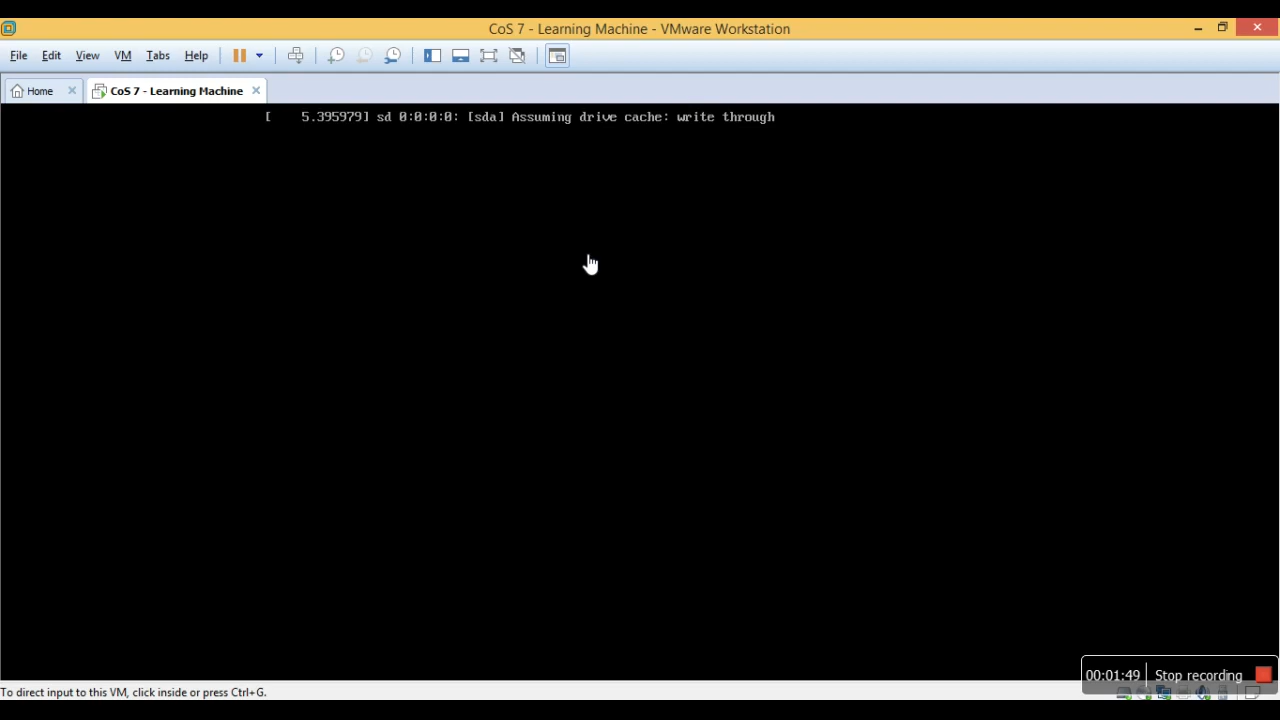 CoS 7 - Learning Machine - VMware Workstation
File Edit View VM Tabs Help
Home CoS 7 - Learning Machine
[    5.395979] sd 0:0:0:0: [sda] Assuming drive cache: write through
00:01:49 Stop recording
To direct input to this VM, click inside or press Ctrl+G.